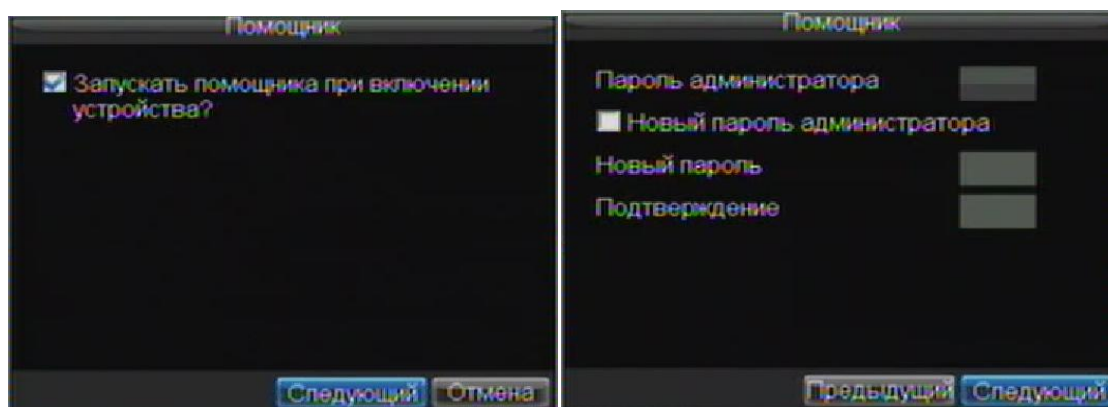 Помощник
Запускать помощника при включении
устройства?
Следующий Отмена
Помощник
Пароль администратора
Новый пароль администратора
Новый пароль
Подтверждение
Предыдущий Следующий